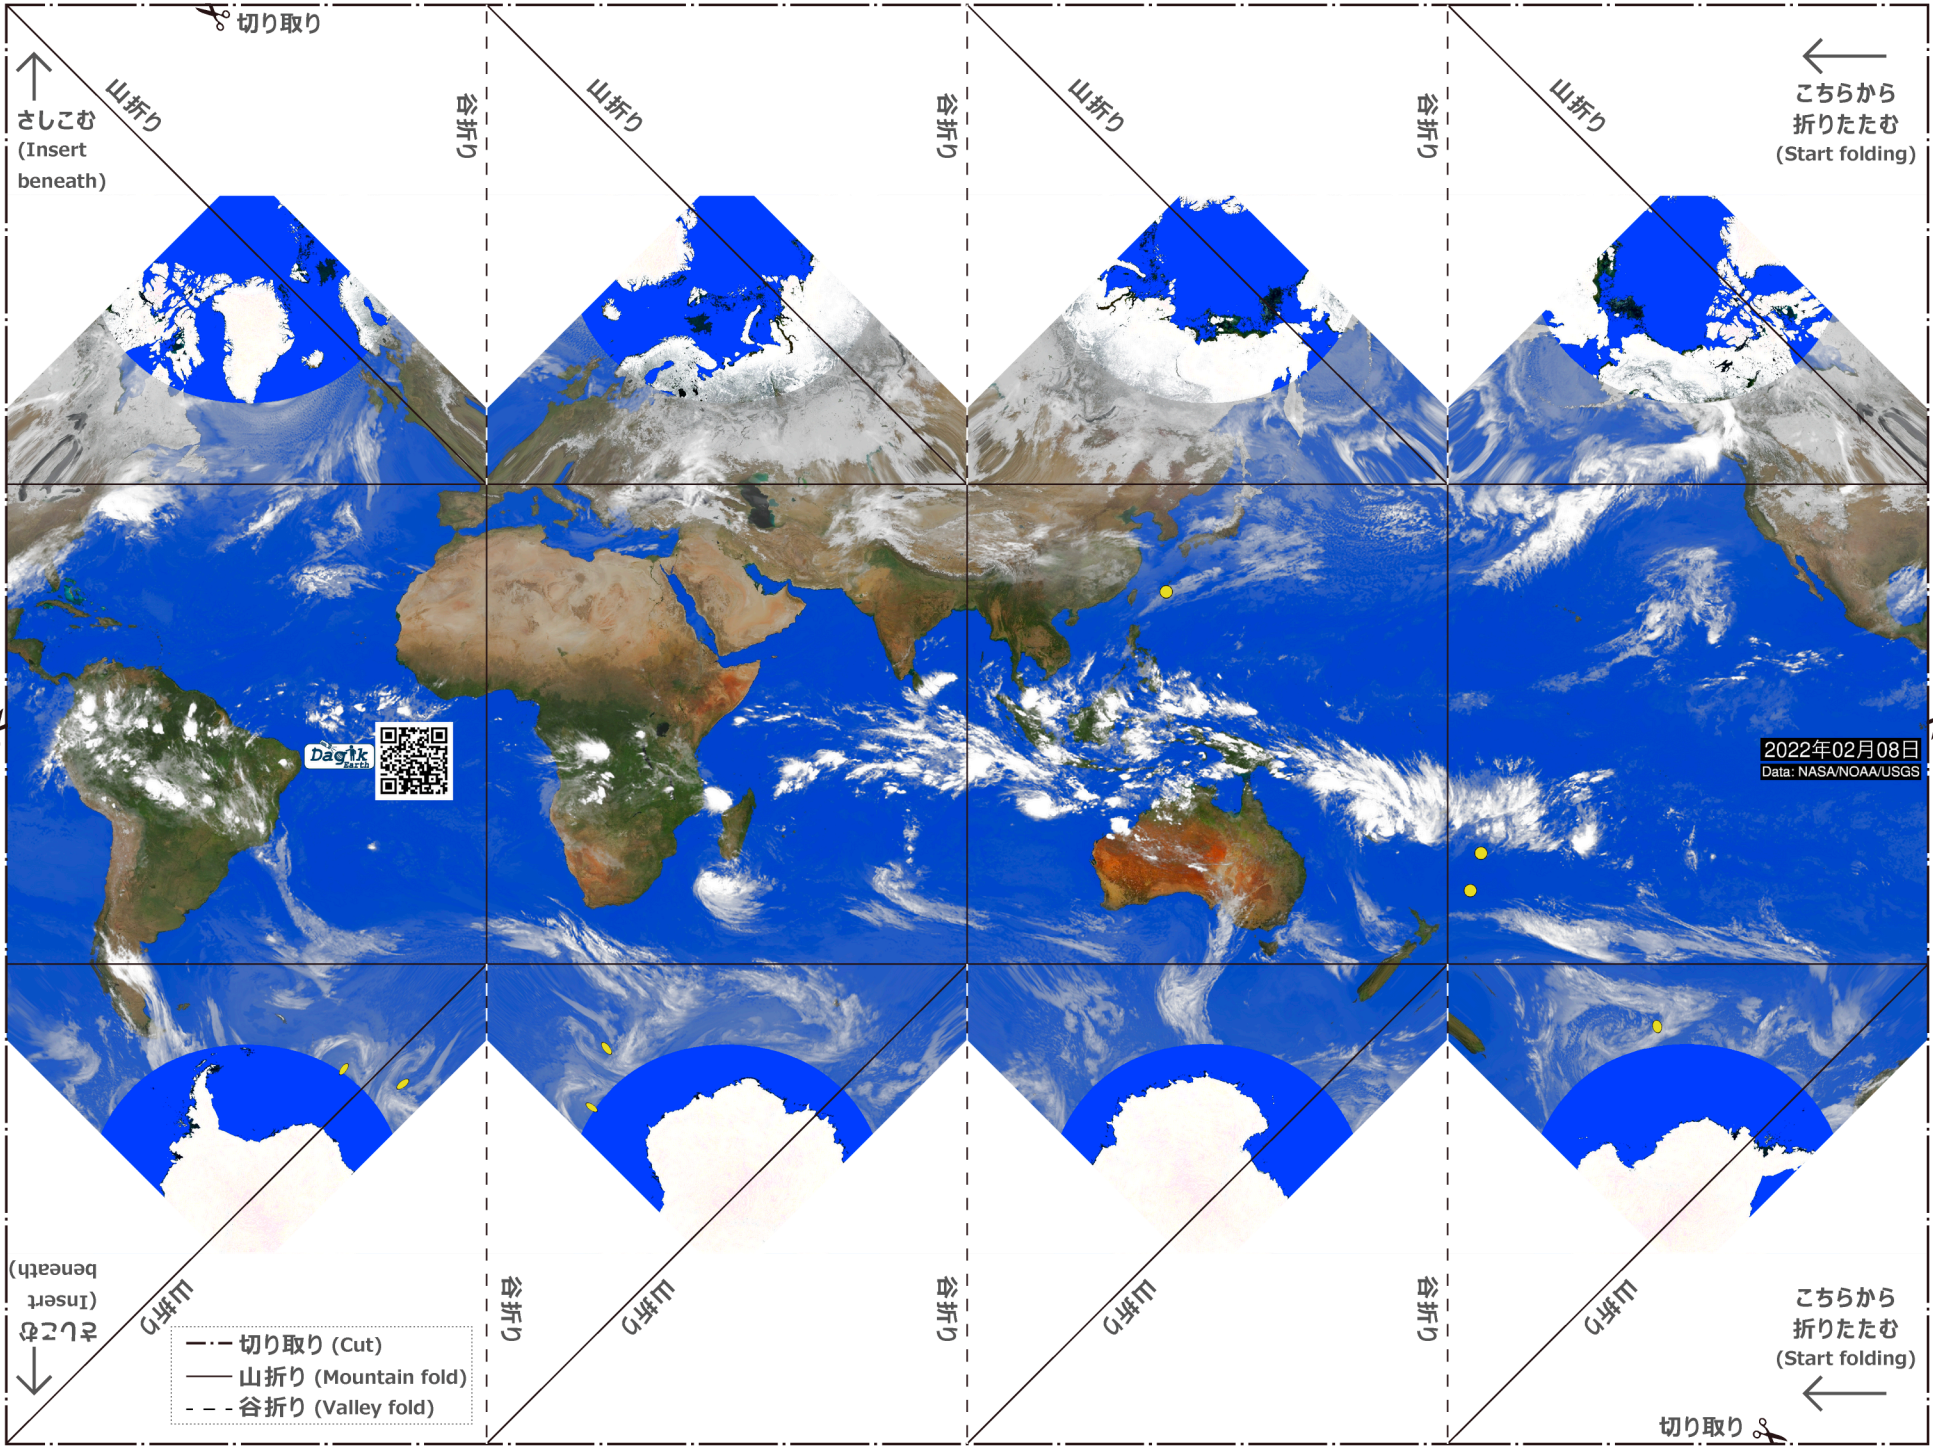 切り取り
山折り
谷折り
山折り
谷折り
山折り
谷折り
山折り
さしこむ
(Insert
beneath)
こちらから
折りたたむ
(Start folding)
Dagik
Earth
2022年02月08日
Data: NASA/NOAA/USGS
さしこむ
(Insert
beneath)
山折り
谷折り
山折り
谷折り
山折り
谷折り
山折り
こちらから
折りたたむ
(Start folding)
切り取り (Cut)
山折り (Mountain fold)
谷折り (Valley fold)
切り取り